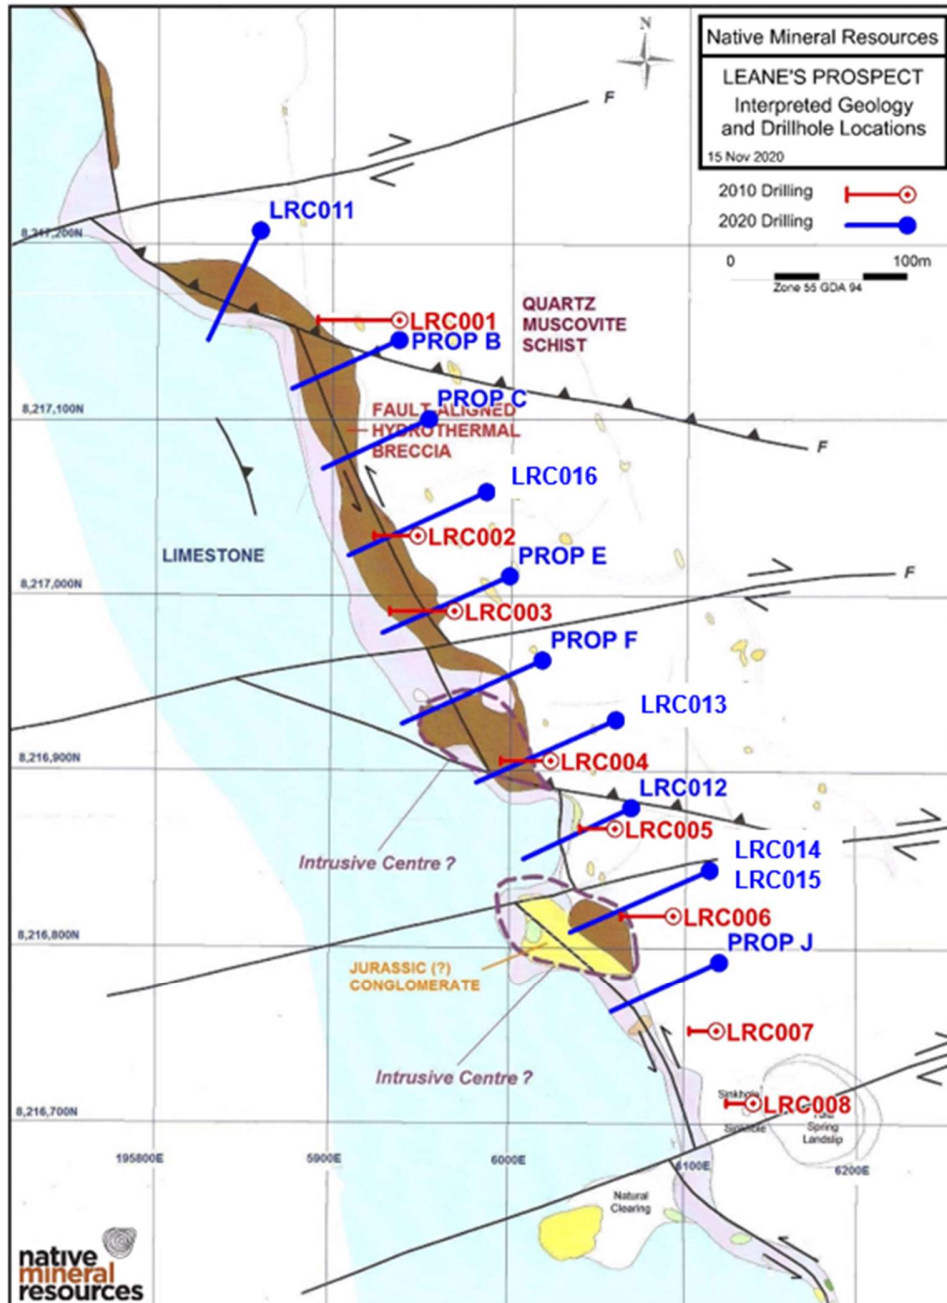 Native Mineral Resources
LEANE'S PROSPECT
Interpreted Geology
and Drillhole Locations
15 Nov 2020
2010 Drilling
2020 Drilling
0 100m
Zone 55 GDA 94
N
F
LRC011
8,217,200N
LRC001
QUARTZ
MUSCOVITE
SCHIST
PROP B
PROP C
8,217,100N
FAULT ALIGNED
HYDROTHERMAL
BRECCIA
F
LRC016
LRC002
LIMESTONE
PROP E
8,217,000N
F
LRC003
PROP F
LRC013
8,216,900N
LRC004
LRC012
LRC005
Intrusive Centre ?
LRC014
LRC015
LRC006
8,216,800N
PROP J
JURASSIC (?)
CONGLOMERATE
LRC007
Intrusive Centre ?
Sinkhole
LRC008
8,216,700N
Sinkhole
Spring
Landslip
195800E 5900E 6000E 6100E 6200E
Natural
Clearing
native
mineral
resources